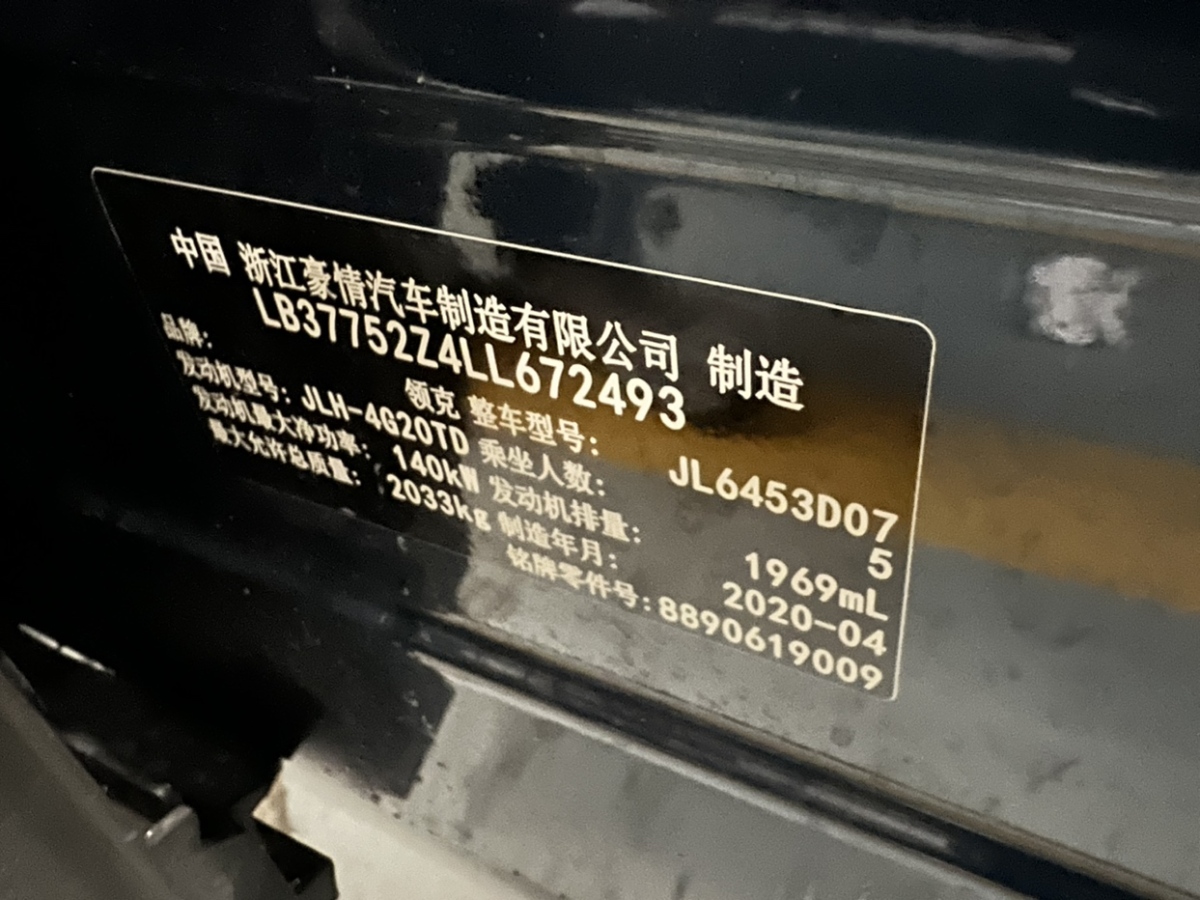 中国 浙江豪情汽车制造有限公司 制造
LB37752Z4LL672493
品牌: 领克 整车型号: JL6453D07
发动机型号: JLH-4G20TD 乘坐人数: 5
发动机最大净功率: 140kW 发动机排量: 1969mL
最大允许总质量: 2033kg 制造年月: 2020-04
铭牌零件号:8890619009